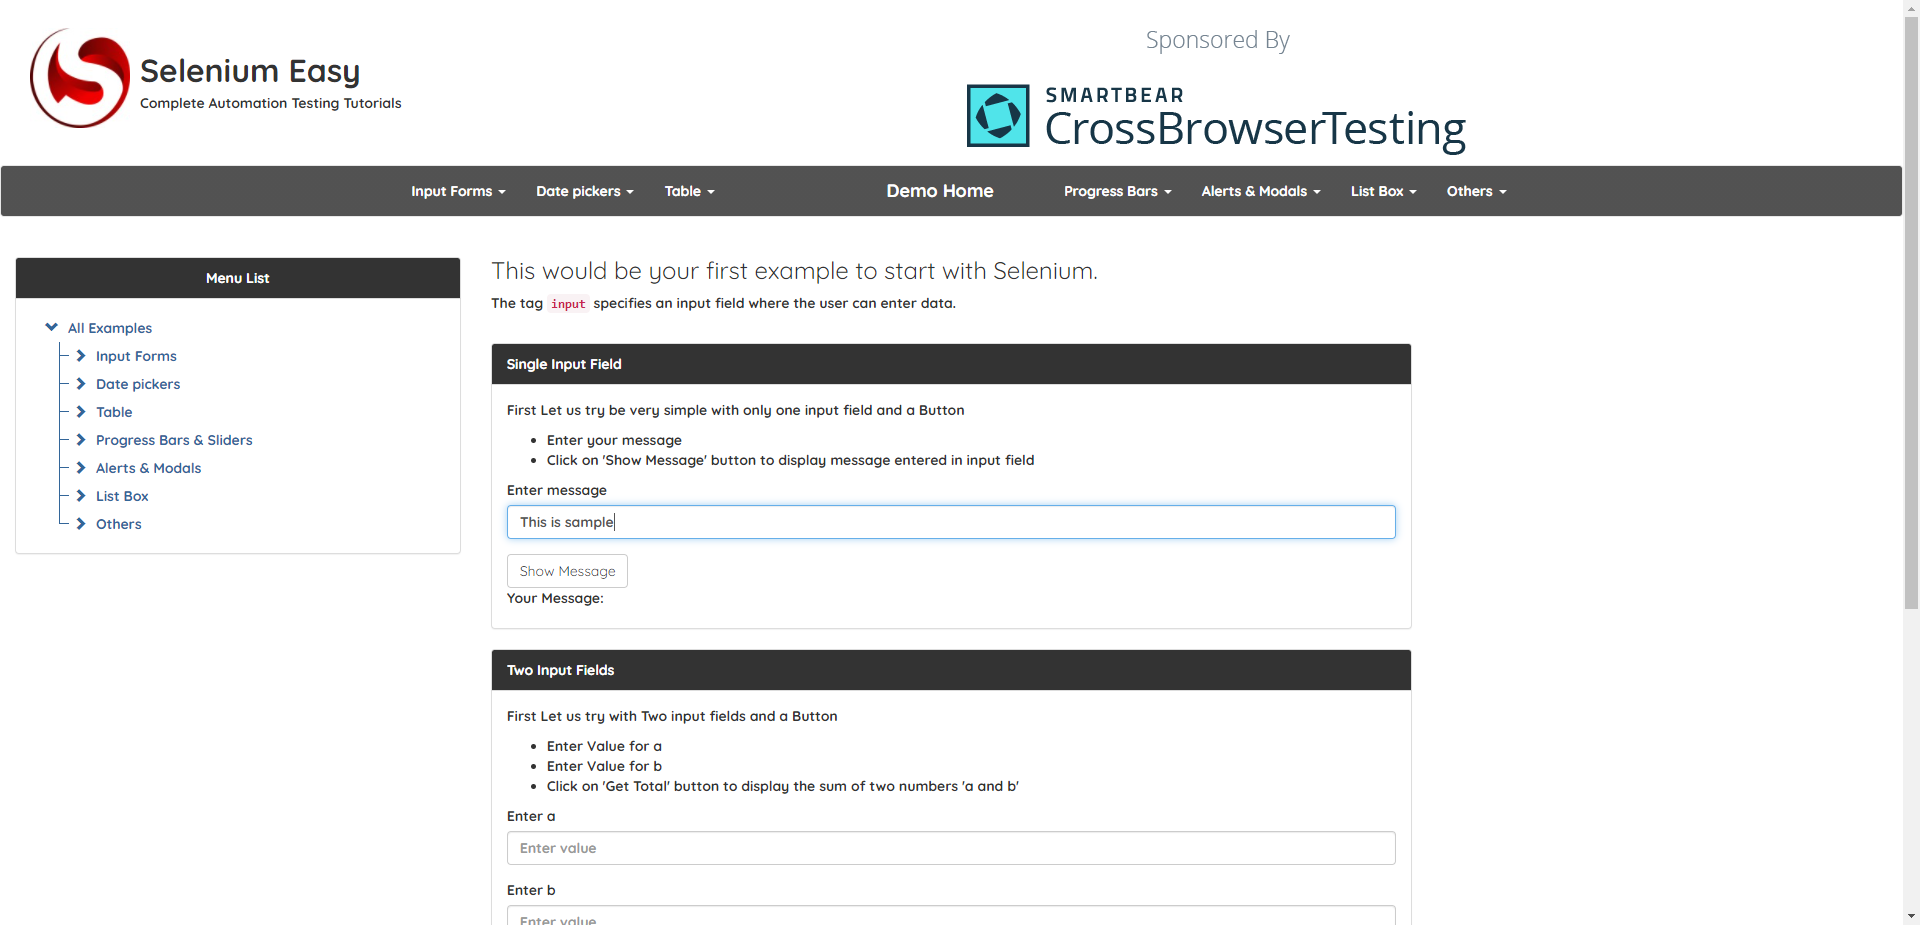 Selenium Easy
Complete Automation Testing Tutorials
Sponsored By
SMARTBEAR
CrossBrowserTesting
Input Forms Date pickers Table Demo Home Progress Bars Alerts & Modals List Box Others
Menu List
All Examples
Input Forms
Date pickers
Table
Progress Bars & Sliders
Alerts & Modals
List Box
Others
This would be your first example to start with Selenium.
The tag input specifies an input field where the user can enter data.
Single Input Field
First Let us try be very simple with only one input field and a Button
Enter your message
Click on 'Show Message' button to display message entered in input field
Enter message
This is sample
Show Message
Your Message:
Two Input Fields
First Let us try with Two input fields and a Button
Enter Value for a
Enter Value for b
Click on 'Get Total' button to display the sum of two numbers 'a and b'
Enter a
Enter value
Enter b
Enter value